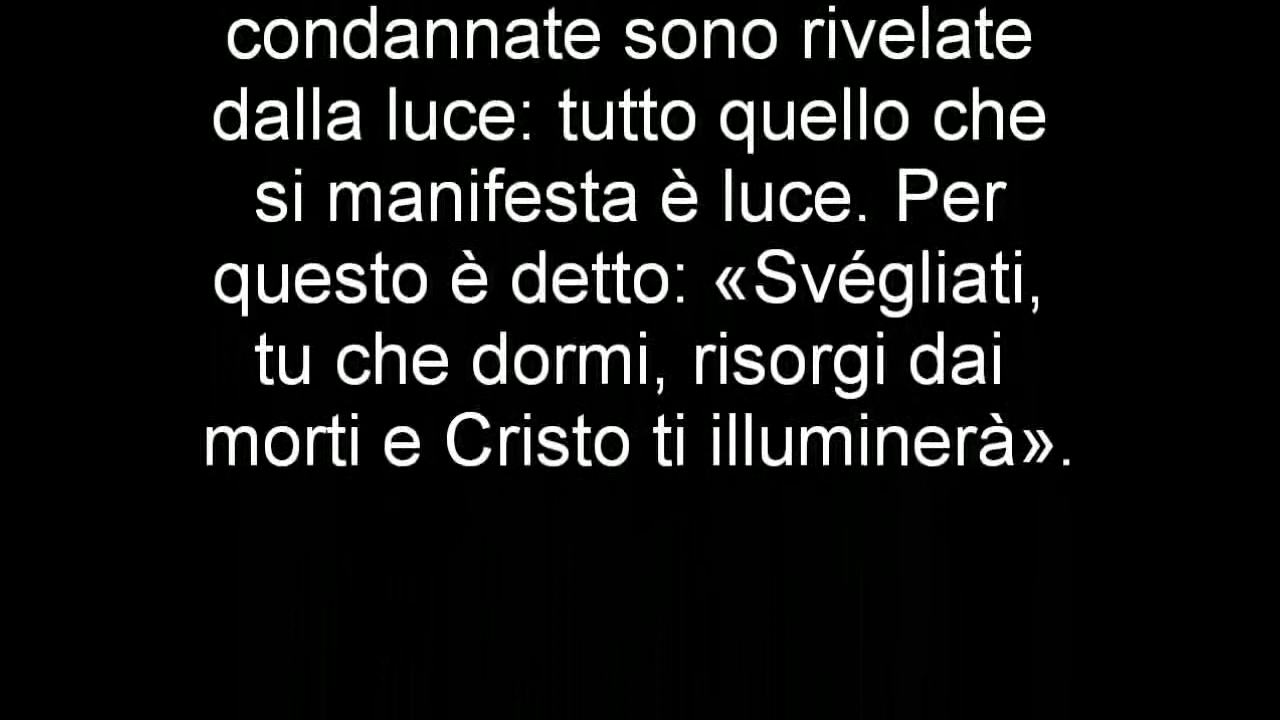 condannate sono rivelate
dalla luce: tutto quello che
si manifesta è luce. Per
questo è detto: «Svégliati,
tu che dormi, risorgi dai
morti e Cristo ti illuminerà».